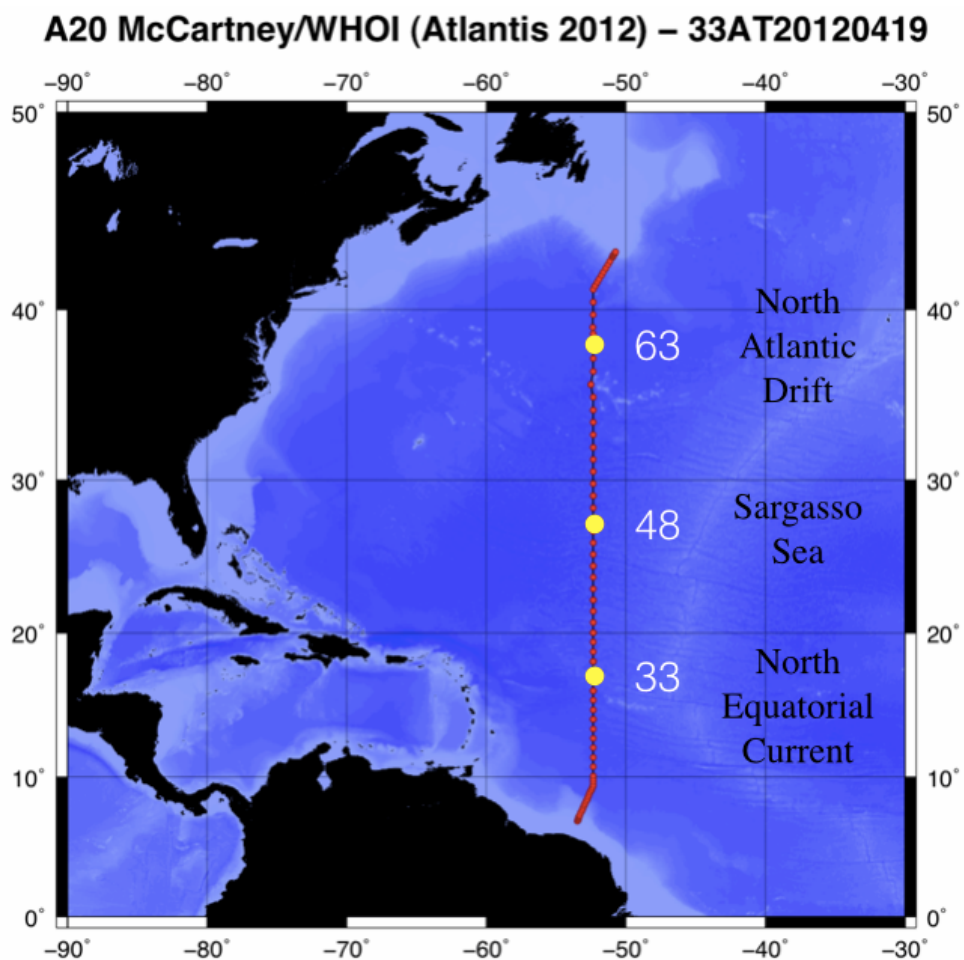 A20 McCartney/WHOI (Atlantis 2012) – 33AT20120419
−90° −80° −70° −60° −50° −40° −30°
50° 50°
North
40° 40°
63 Atlantic
Drift
30° 30°
Sargasso
48
Sea
20° 20°
North
33
Equatorial
Current
10° 10°
0° 0°
−90° −80° −70° −60° −50° −40° −30°